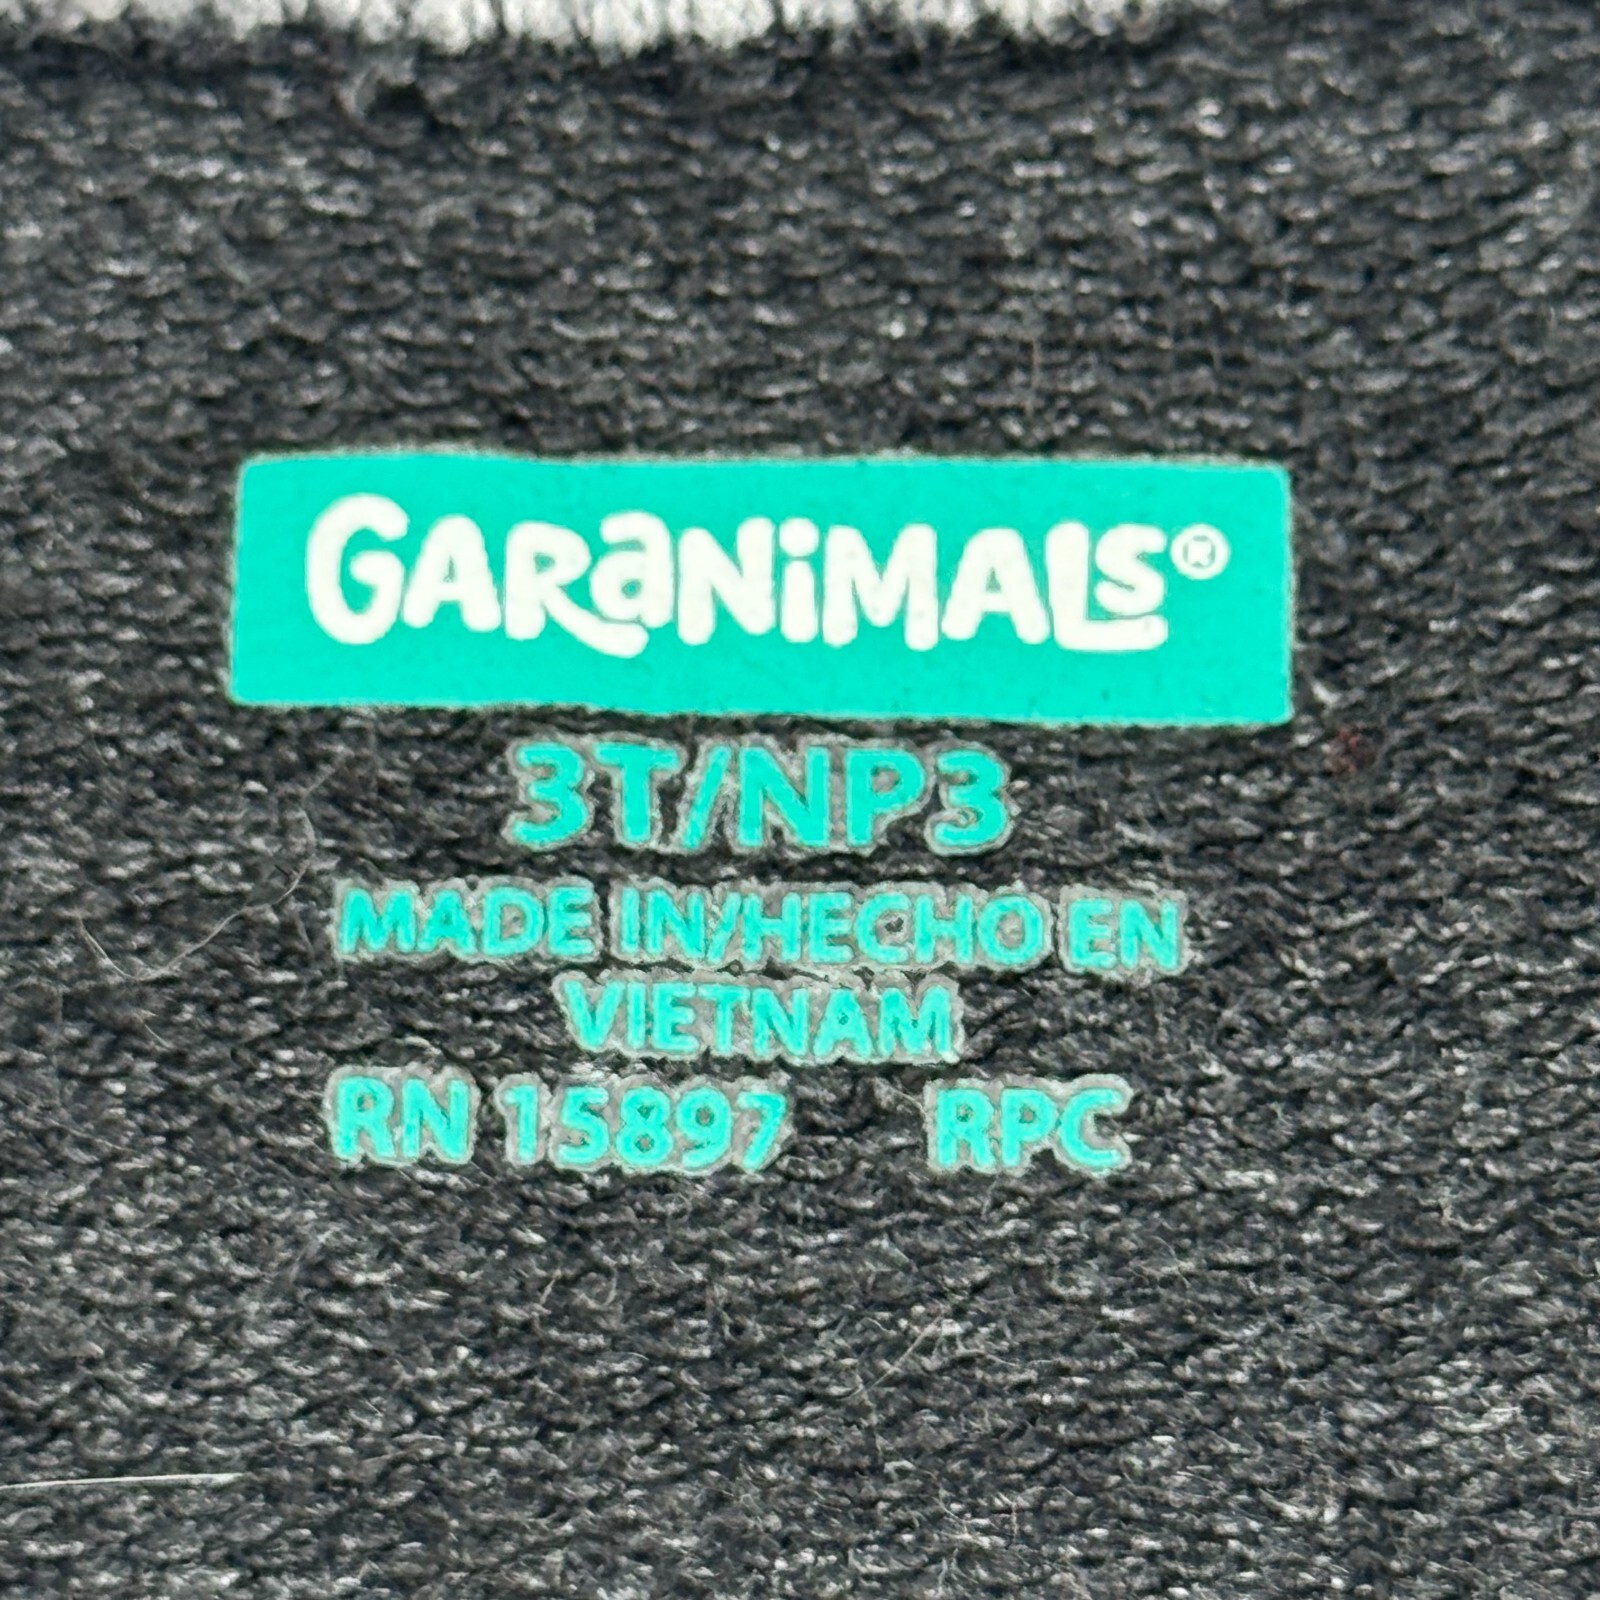 GARaNiMALS®
3T/NP3
MADE IN/HECHO EN
VIETNAM
RN 15897 RPC